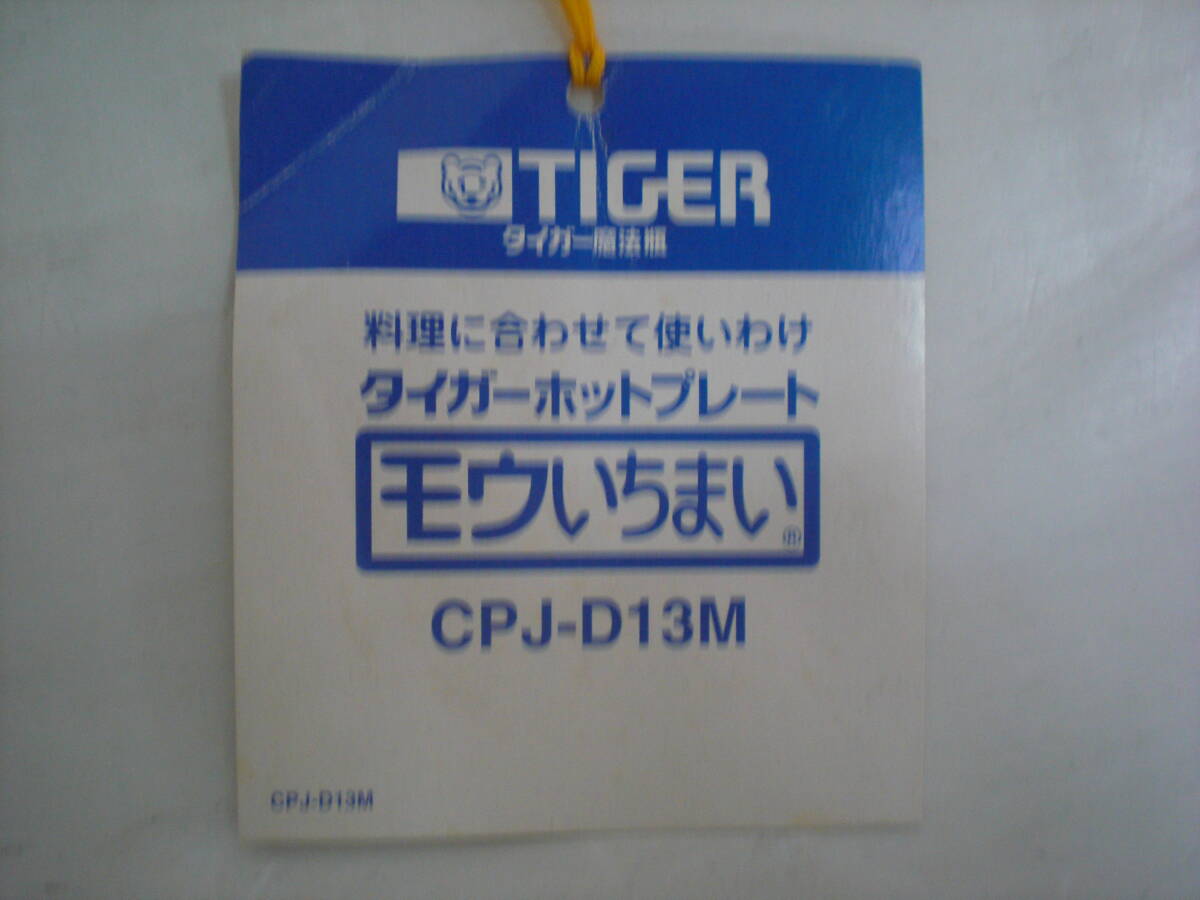 TIGER
タイガー魔法瓶
料理に合わせて使いわけ
タイガーホットプレート
モウいちまい®
CPJ-D13M
CPJ-D13M